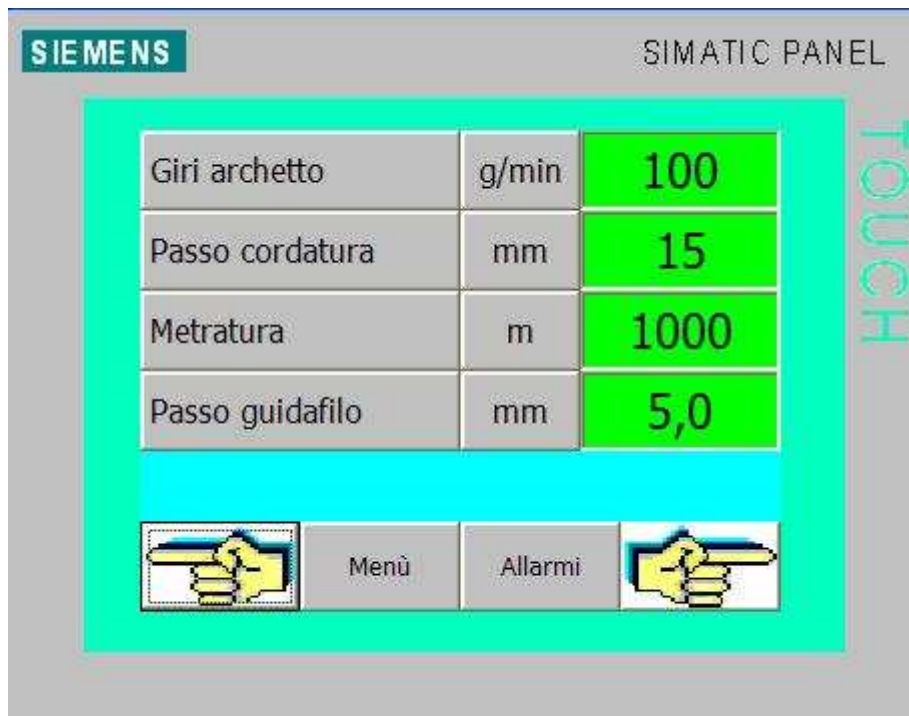 SIEMENS
SIMATIC PANEL
TOUCH
Giri archetto g/min 100
Passo cordatura mm 15
Metratura m 1000
Passo guidafilo mm 5,0
Menù Allarmi